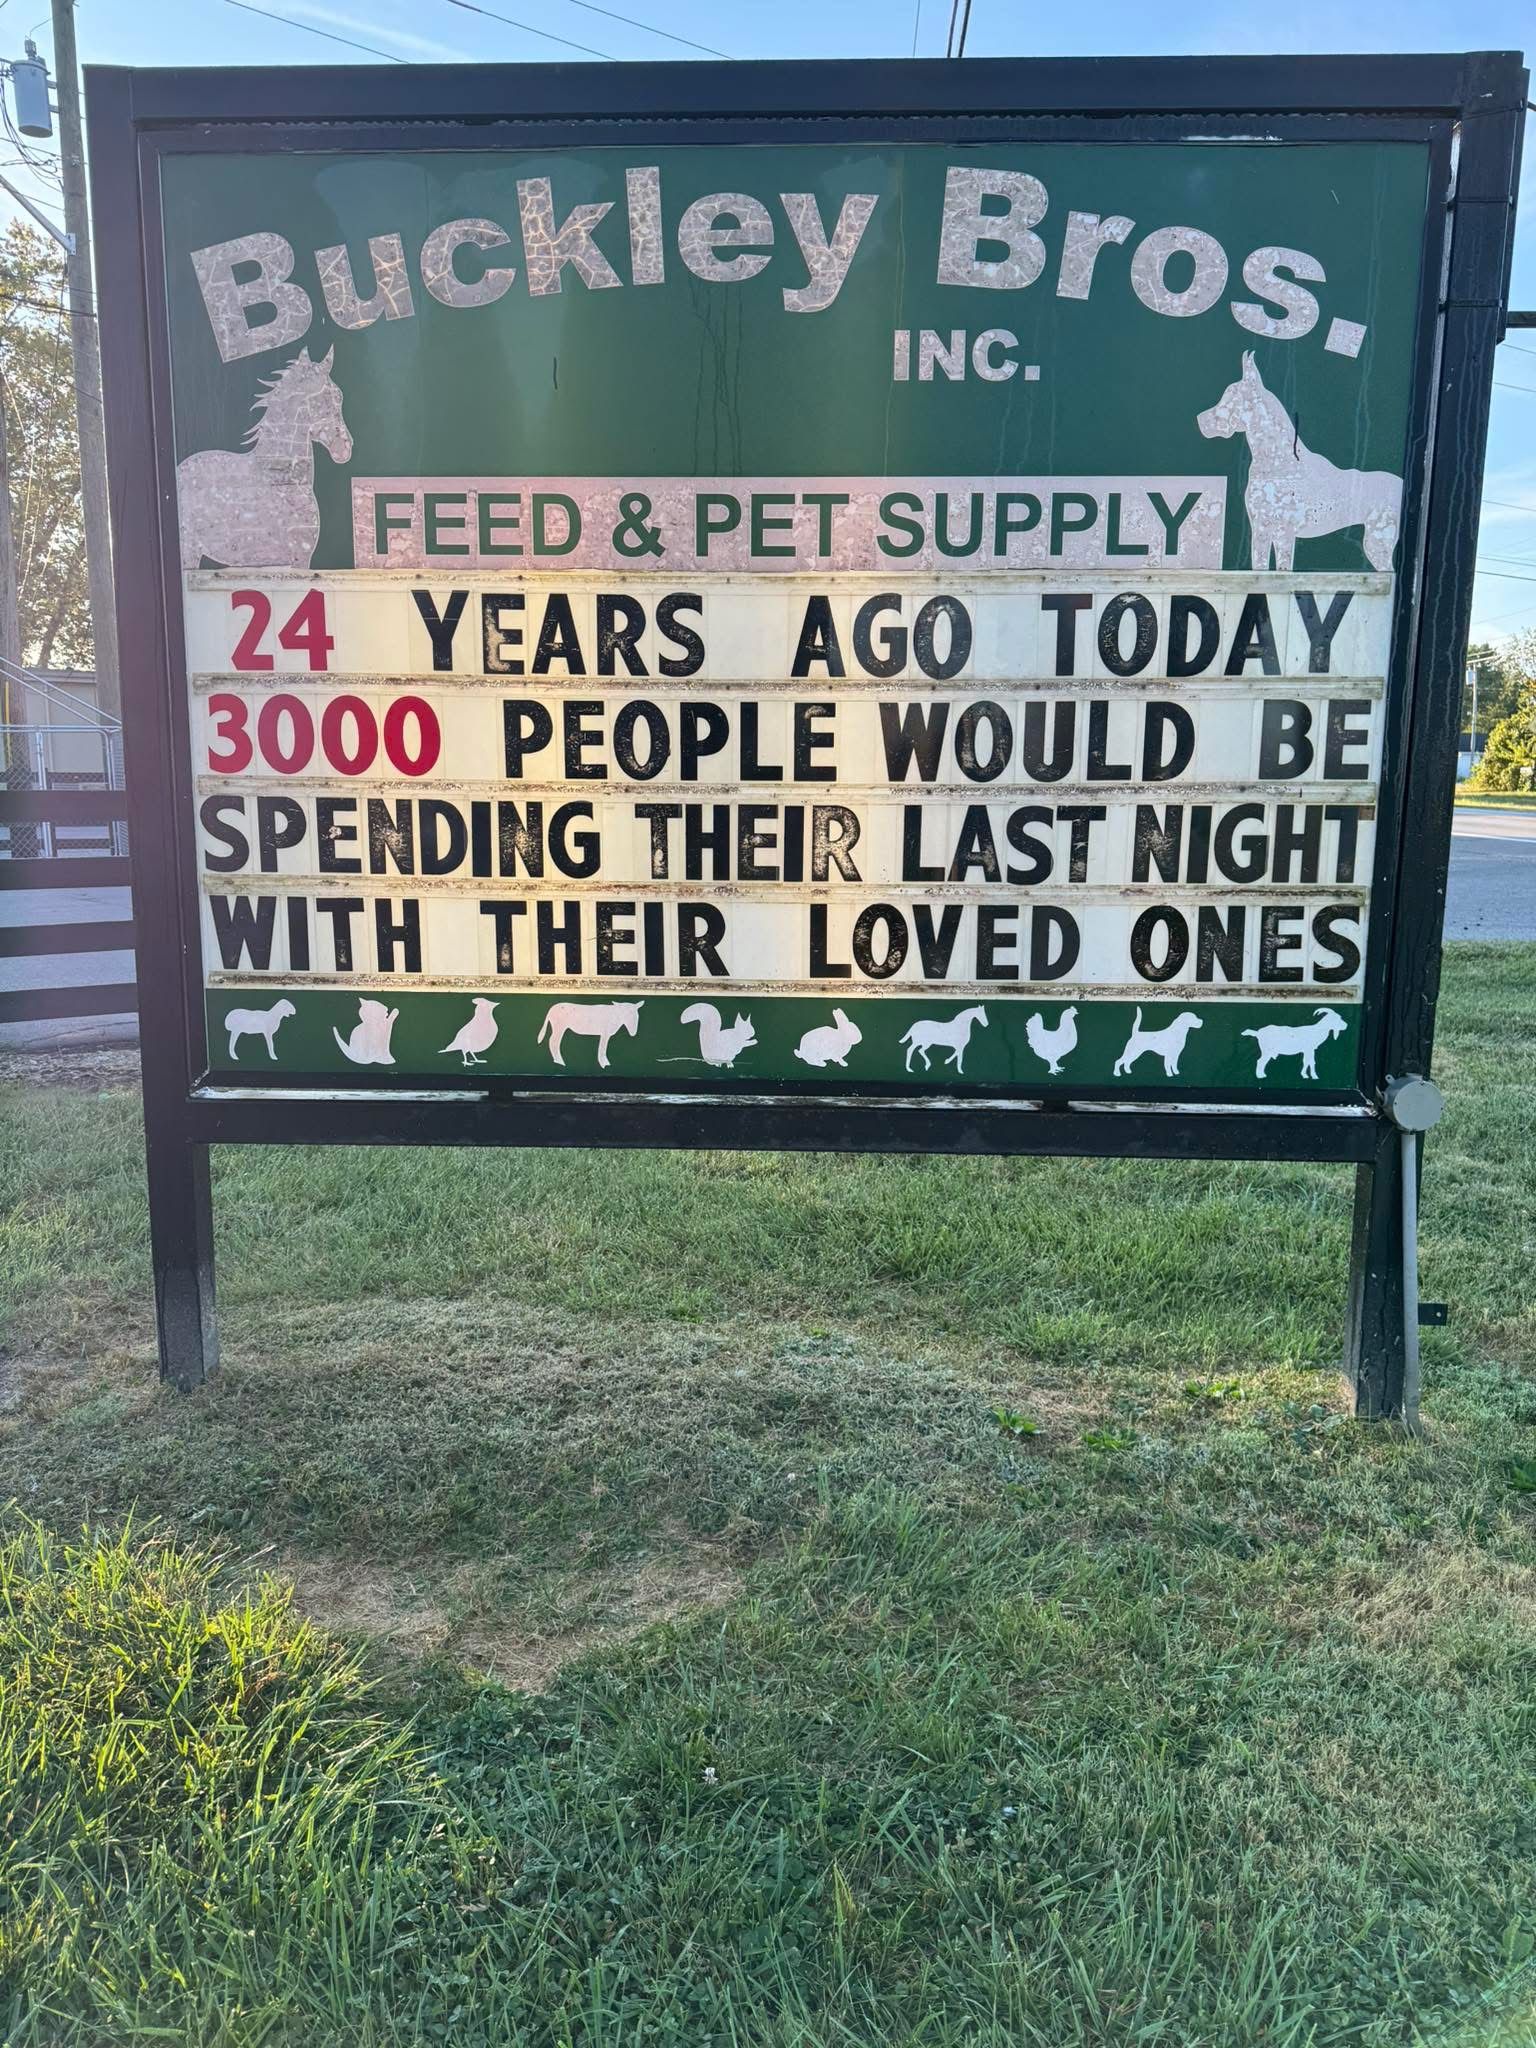 Buckley Bros.
INC.
FEED & PET SUPPLY
24 YEARS AGO TODAY
3000 PEOPLE WOULD BE
SPENDING THEIR LAST NIGHT
WITH THEIR LOVED ONES